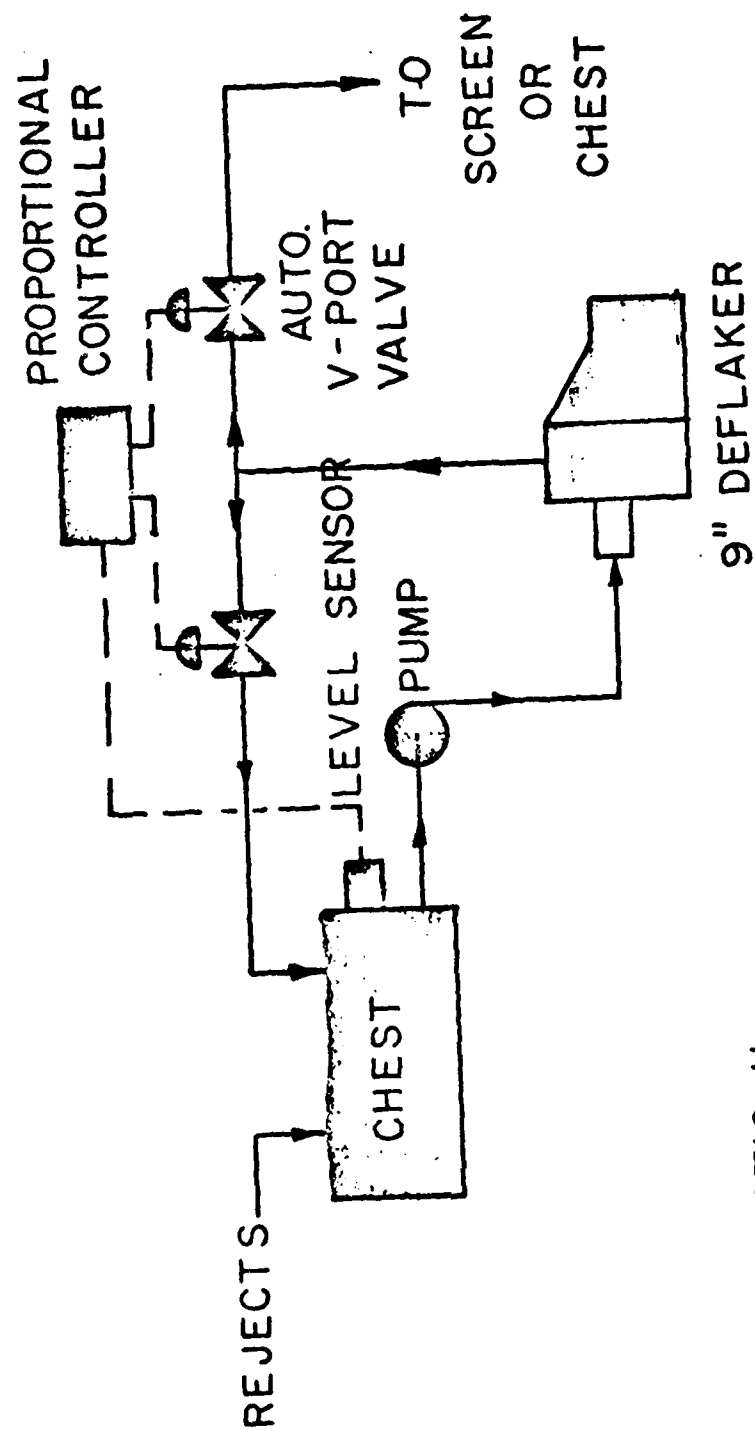 PROPORTIONAL
CONTROLLER
TO
SCREEN
OR
CHEST
AUTO.
V-PORT
VALVE
LEVEL SENSOR
PUMP
9" DEFLAKER
CHEST
REJECTS